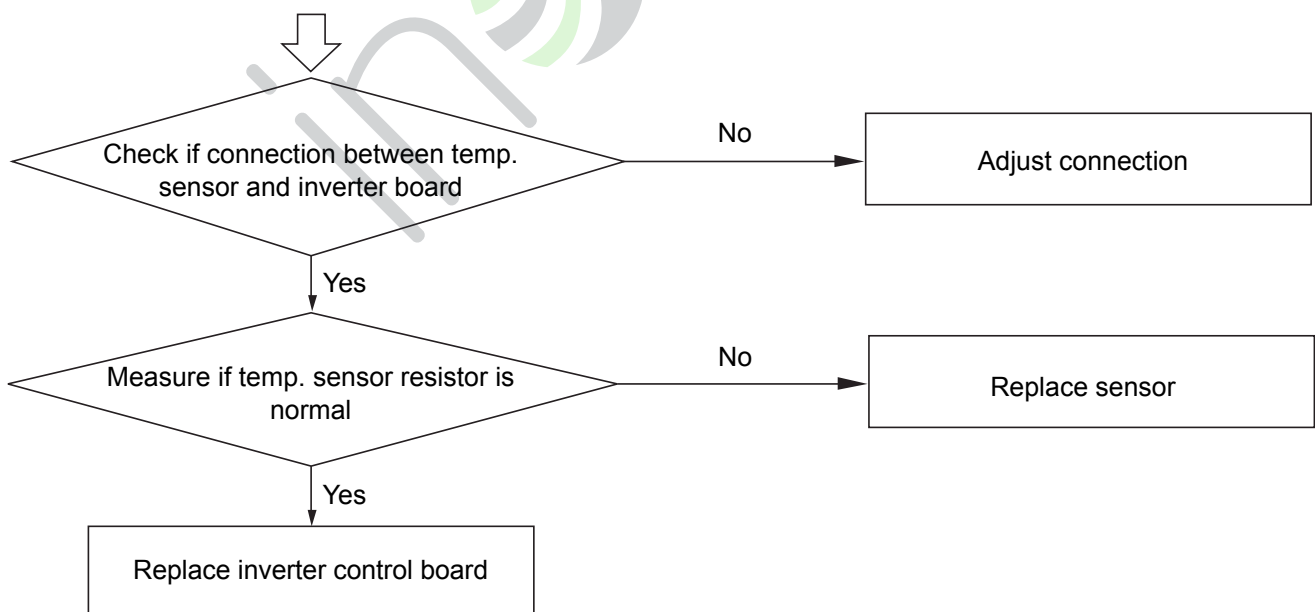 Check if connection between temp.
sensor and inverter board
No
Adjust connection
Yes
Measure if temp. sensor resistor is
normal
No
Replace sensor
Yes
Replace inverter control board